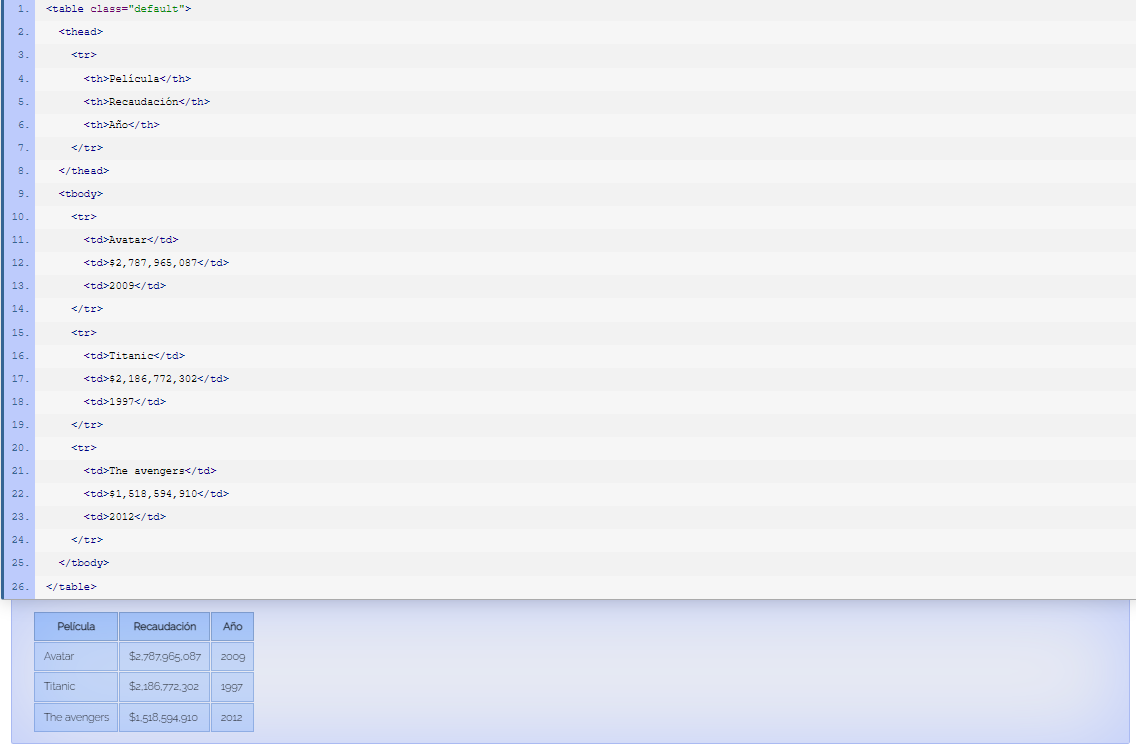 1. <table class="default">
2. <thead>
3. <tr>
4. <th>Película</th>
5. <th>Recaudación</th>
6. <th>Año</th>
7. </tr>
8. </thead>
9. <tbody>
10. <tr>
11. <td>Avatar</td>
12. <td>$2,787,965,087</td>
13. <td>2009</td>
14. </tr>
15. <tr>
16. <td>Titanic</td>
17. <td>$2,186,772,302</td>
18. <td>1997</td>
19. </tr>
20. <tr>
21. <td>The avengers</td>
22. <td>$1,518,594,910</td>
23. <td>2012</td>
24. </tr>
25. </tbody>
26. </table>
Película Recaudación Año
Avatar $2,787,965,087 2009
Titanic $2,186,772,302 1997
The avengers $1,518,594,910 2012